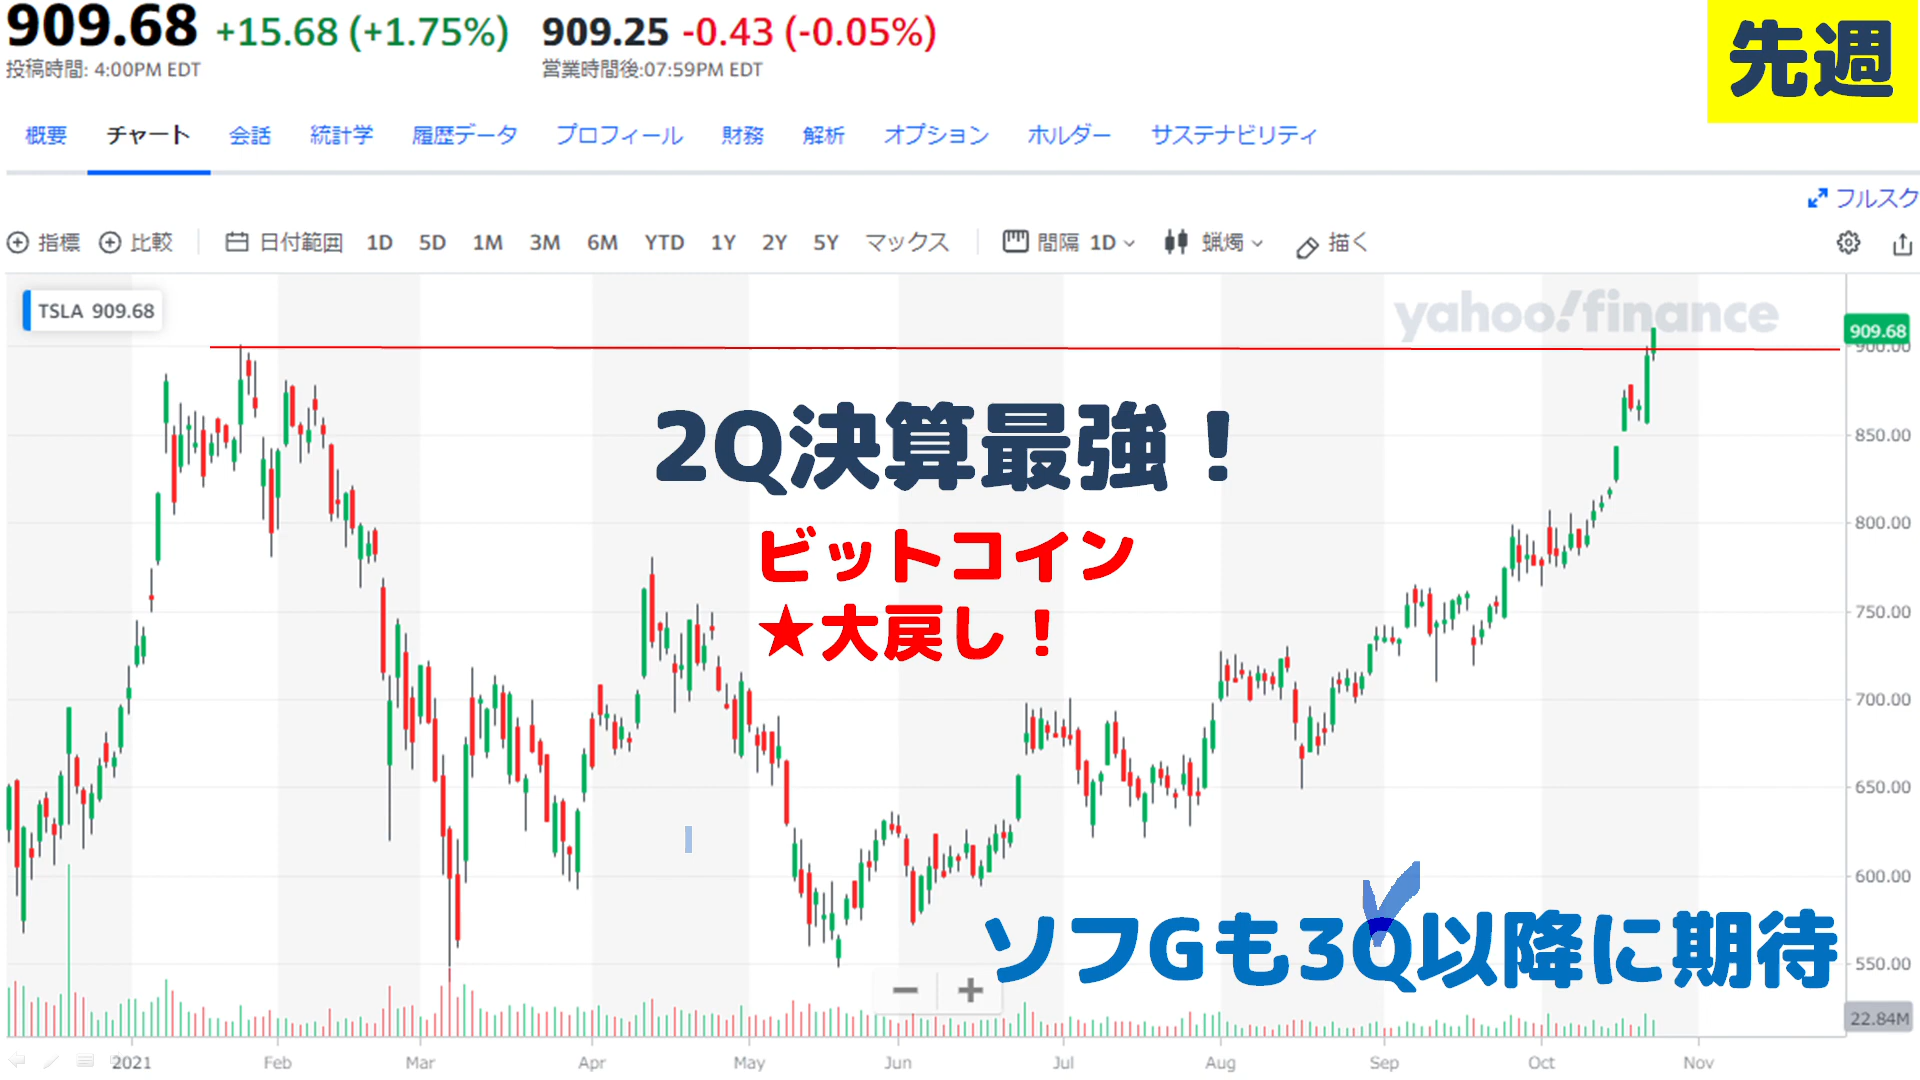 909.68 +15.68 (+1.75%) 909.25 -0.43 (-0.05%)
投稿時間: 4:00PM EDT 営業時間後:07:59PM EDT
先週
概要 チャート 会話 統計学 履歴データ プロフィール 財務 解析 オプション ホルダー サステナビリティ
フルスク
指標 比較 日付範囲 1D 5D 1M 3M 6M YTD 1Y 2Y 5Y マックス 間隔 1D 蝋燭 描く
TSLA 909.68
yahoo!finance
909.68
900.00
2Q決算最強！
850.00
800.00
ビットコイン
★大戻し！
750.00
700.00
650.00
600.00
ソフGも3Q以降に期待
550.00
22.84M
2021 Feb Mar Apr May Jun Jul Aug Sep Oct Nov